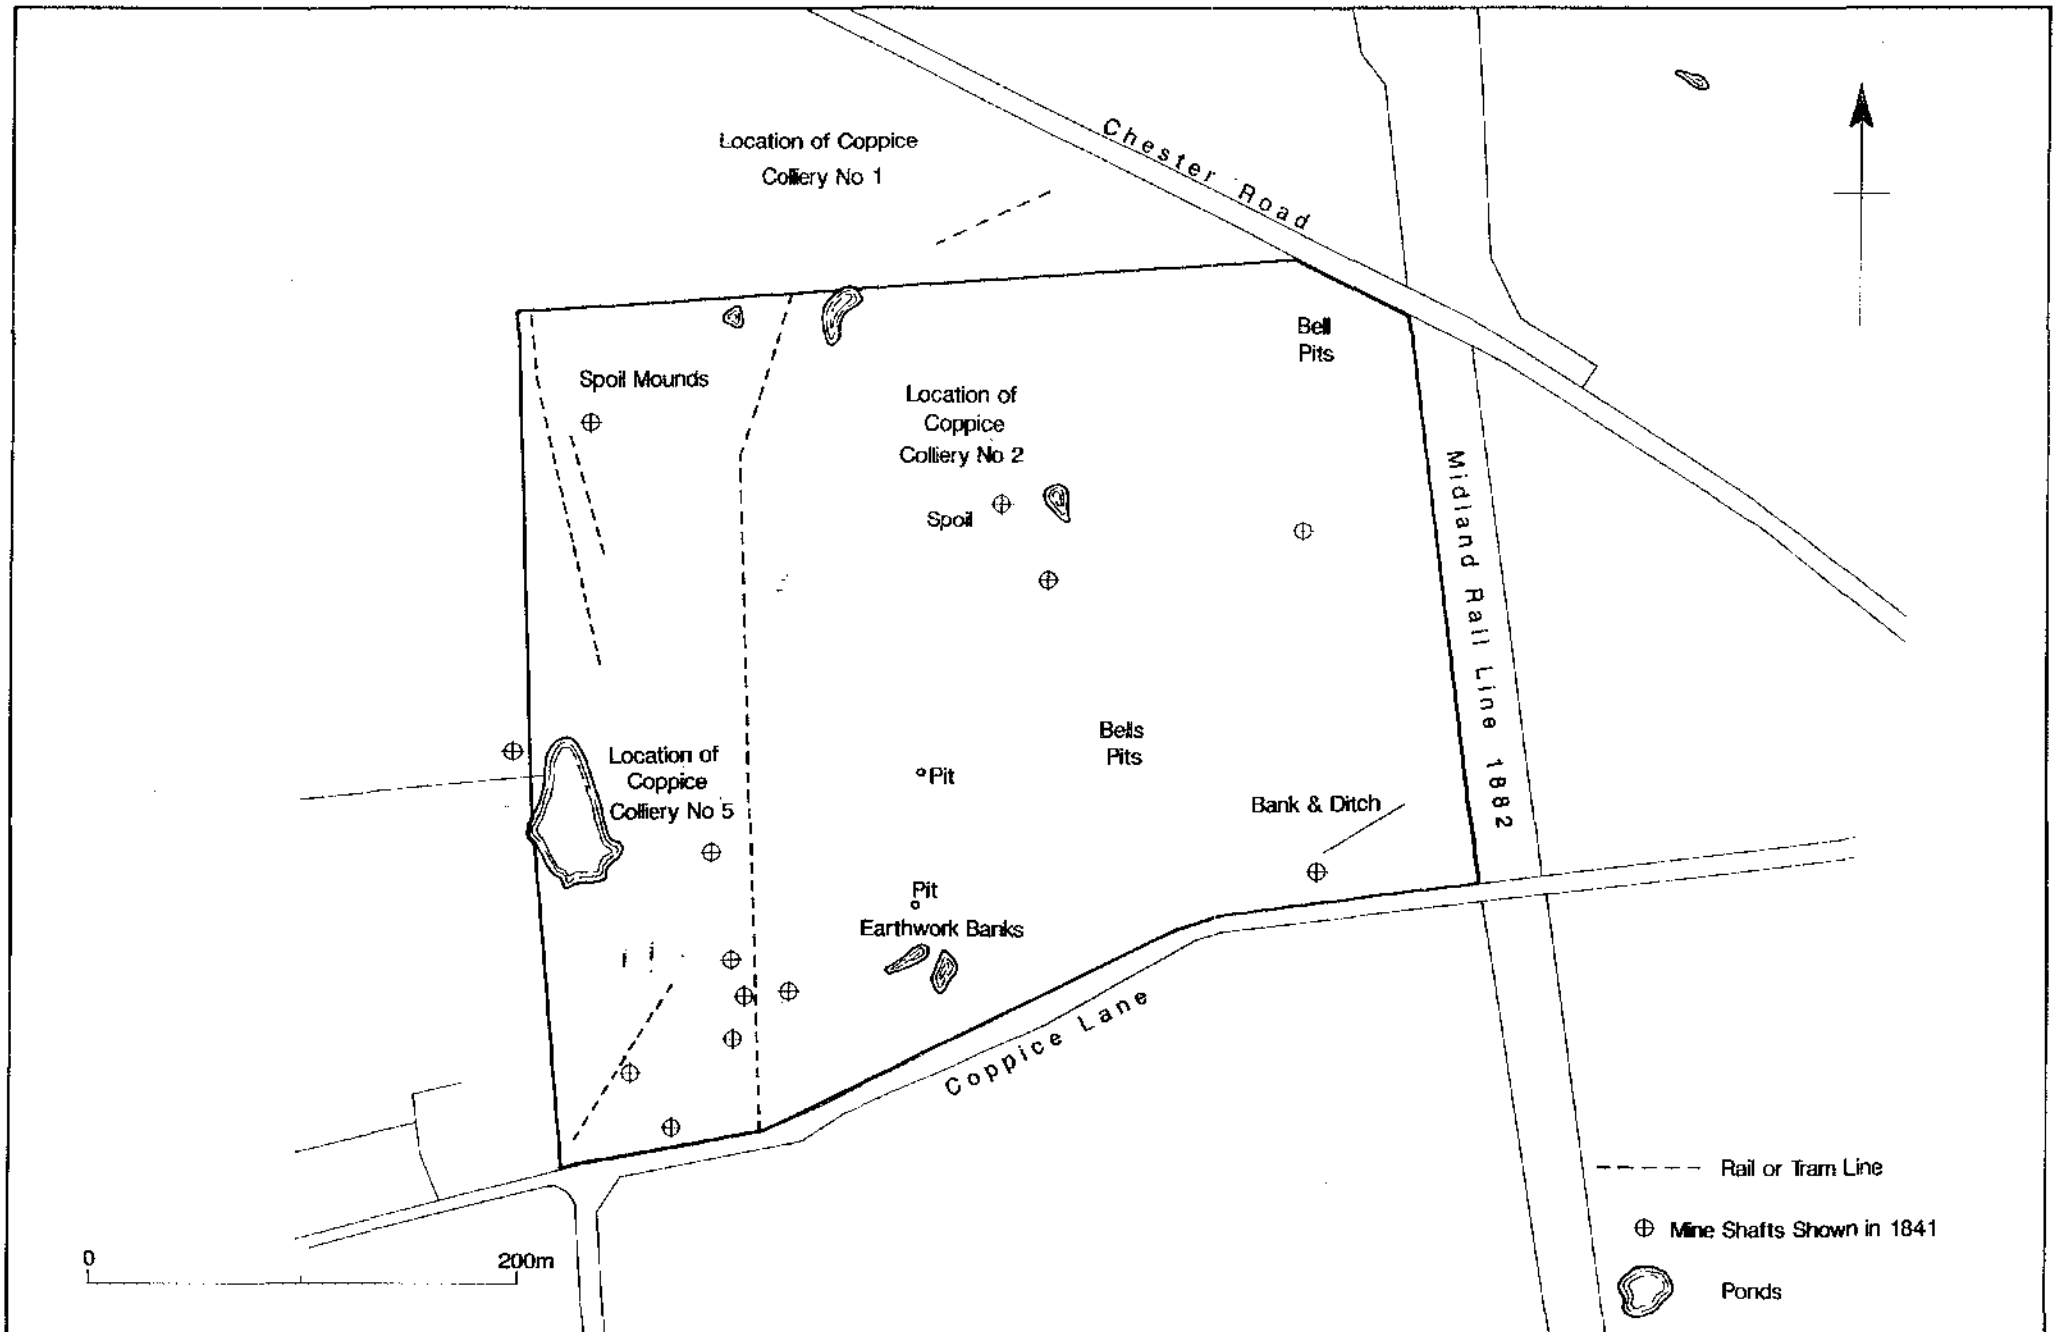 Location of Coppice
Colliery No 1
Chester Road
Bell
Pits
Spoil Mounds
Location of
Coppice
Colliery No 2
Spoil
Midland Rail Line 1882
Bells
Pits
Location of
Coppice
Colliery No 5
Pit
Bank & Ditch
Pit
Earthwork Banks
Coppice Lane
Rail or Tram Line
Mine Shafts Shown in 1841
Ponds
0 200m